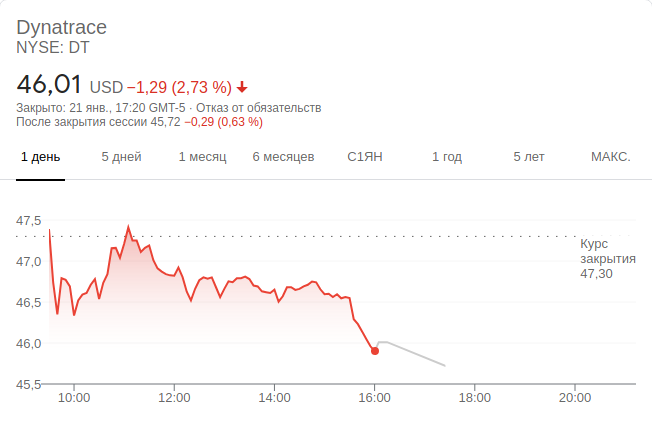 Dynatrace
NYSE: DT
46,01 USD −1,29 (2,73 %)
Закрыто: 21 янв., 17:20 GMT-5 · Отказ от обязательств
После закрытия сессии 45,72 −0,29 (0,63 %)
1 день 5 дней 1 месяц 6 месяцев С1ЯН 1 год 5 лет МАКС.
47,5
47,0
46,5
46,0
45,5
Курс
закрытия
47,30
10:00 12:00 14:00 16:00 18:00 20:00